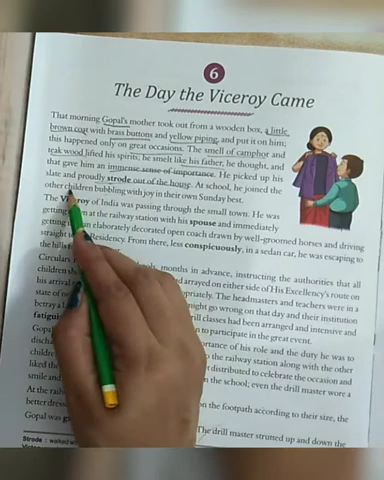 6
The Day the Viceroy Came
That morning Gopal's mother took out from a wooden box, a little
brown coat with brass buttons and yellow piping, and put it on him;
this happened only on great occasions. The smell of camphor and
teak wood lifted his spirits; he smelt like his father, he thought, and
that gave him an immense sense of importance. He picked up his
slate and proudly strode out of the house. At school, he joined the
other children bubbling with joy in their own Sunday best.
The Viceroy of India was passing through the small town. He was
getting at the railway station with his spouse and immediately
getting an elaborately decorated open coach drawn by well-groomed horses and driving
straight Residency. From there, less conspicuously, in a sedan car, he was escaping to
the hills
Circulars months in advance, instructing the authorities that all
children arrayed on either side of His Excellency's route on
his arrival priately. The headmasters and teachers were in a
state of ight go wrong on that day and their institution
betray a rill classes had been arranged and intensive and
fatigu to participate in the great event.
Gopa rtance of his role and the duty he was to
discha o the railway station along with the other
childre distributed to celebrate the occasion and
liked th n the school; even the drill master wore a
smile and
At the rail on the footpath according to their size, the
better dress
Gopal was g The drill master strutted up and down the
Strode : walked wi